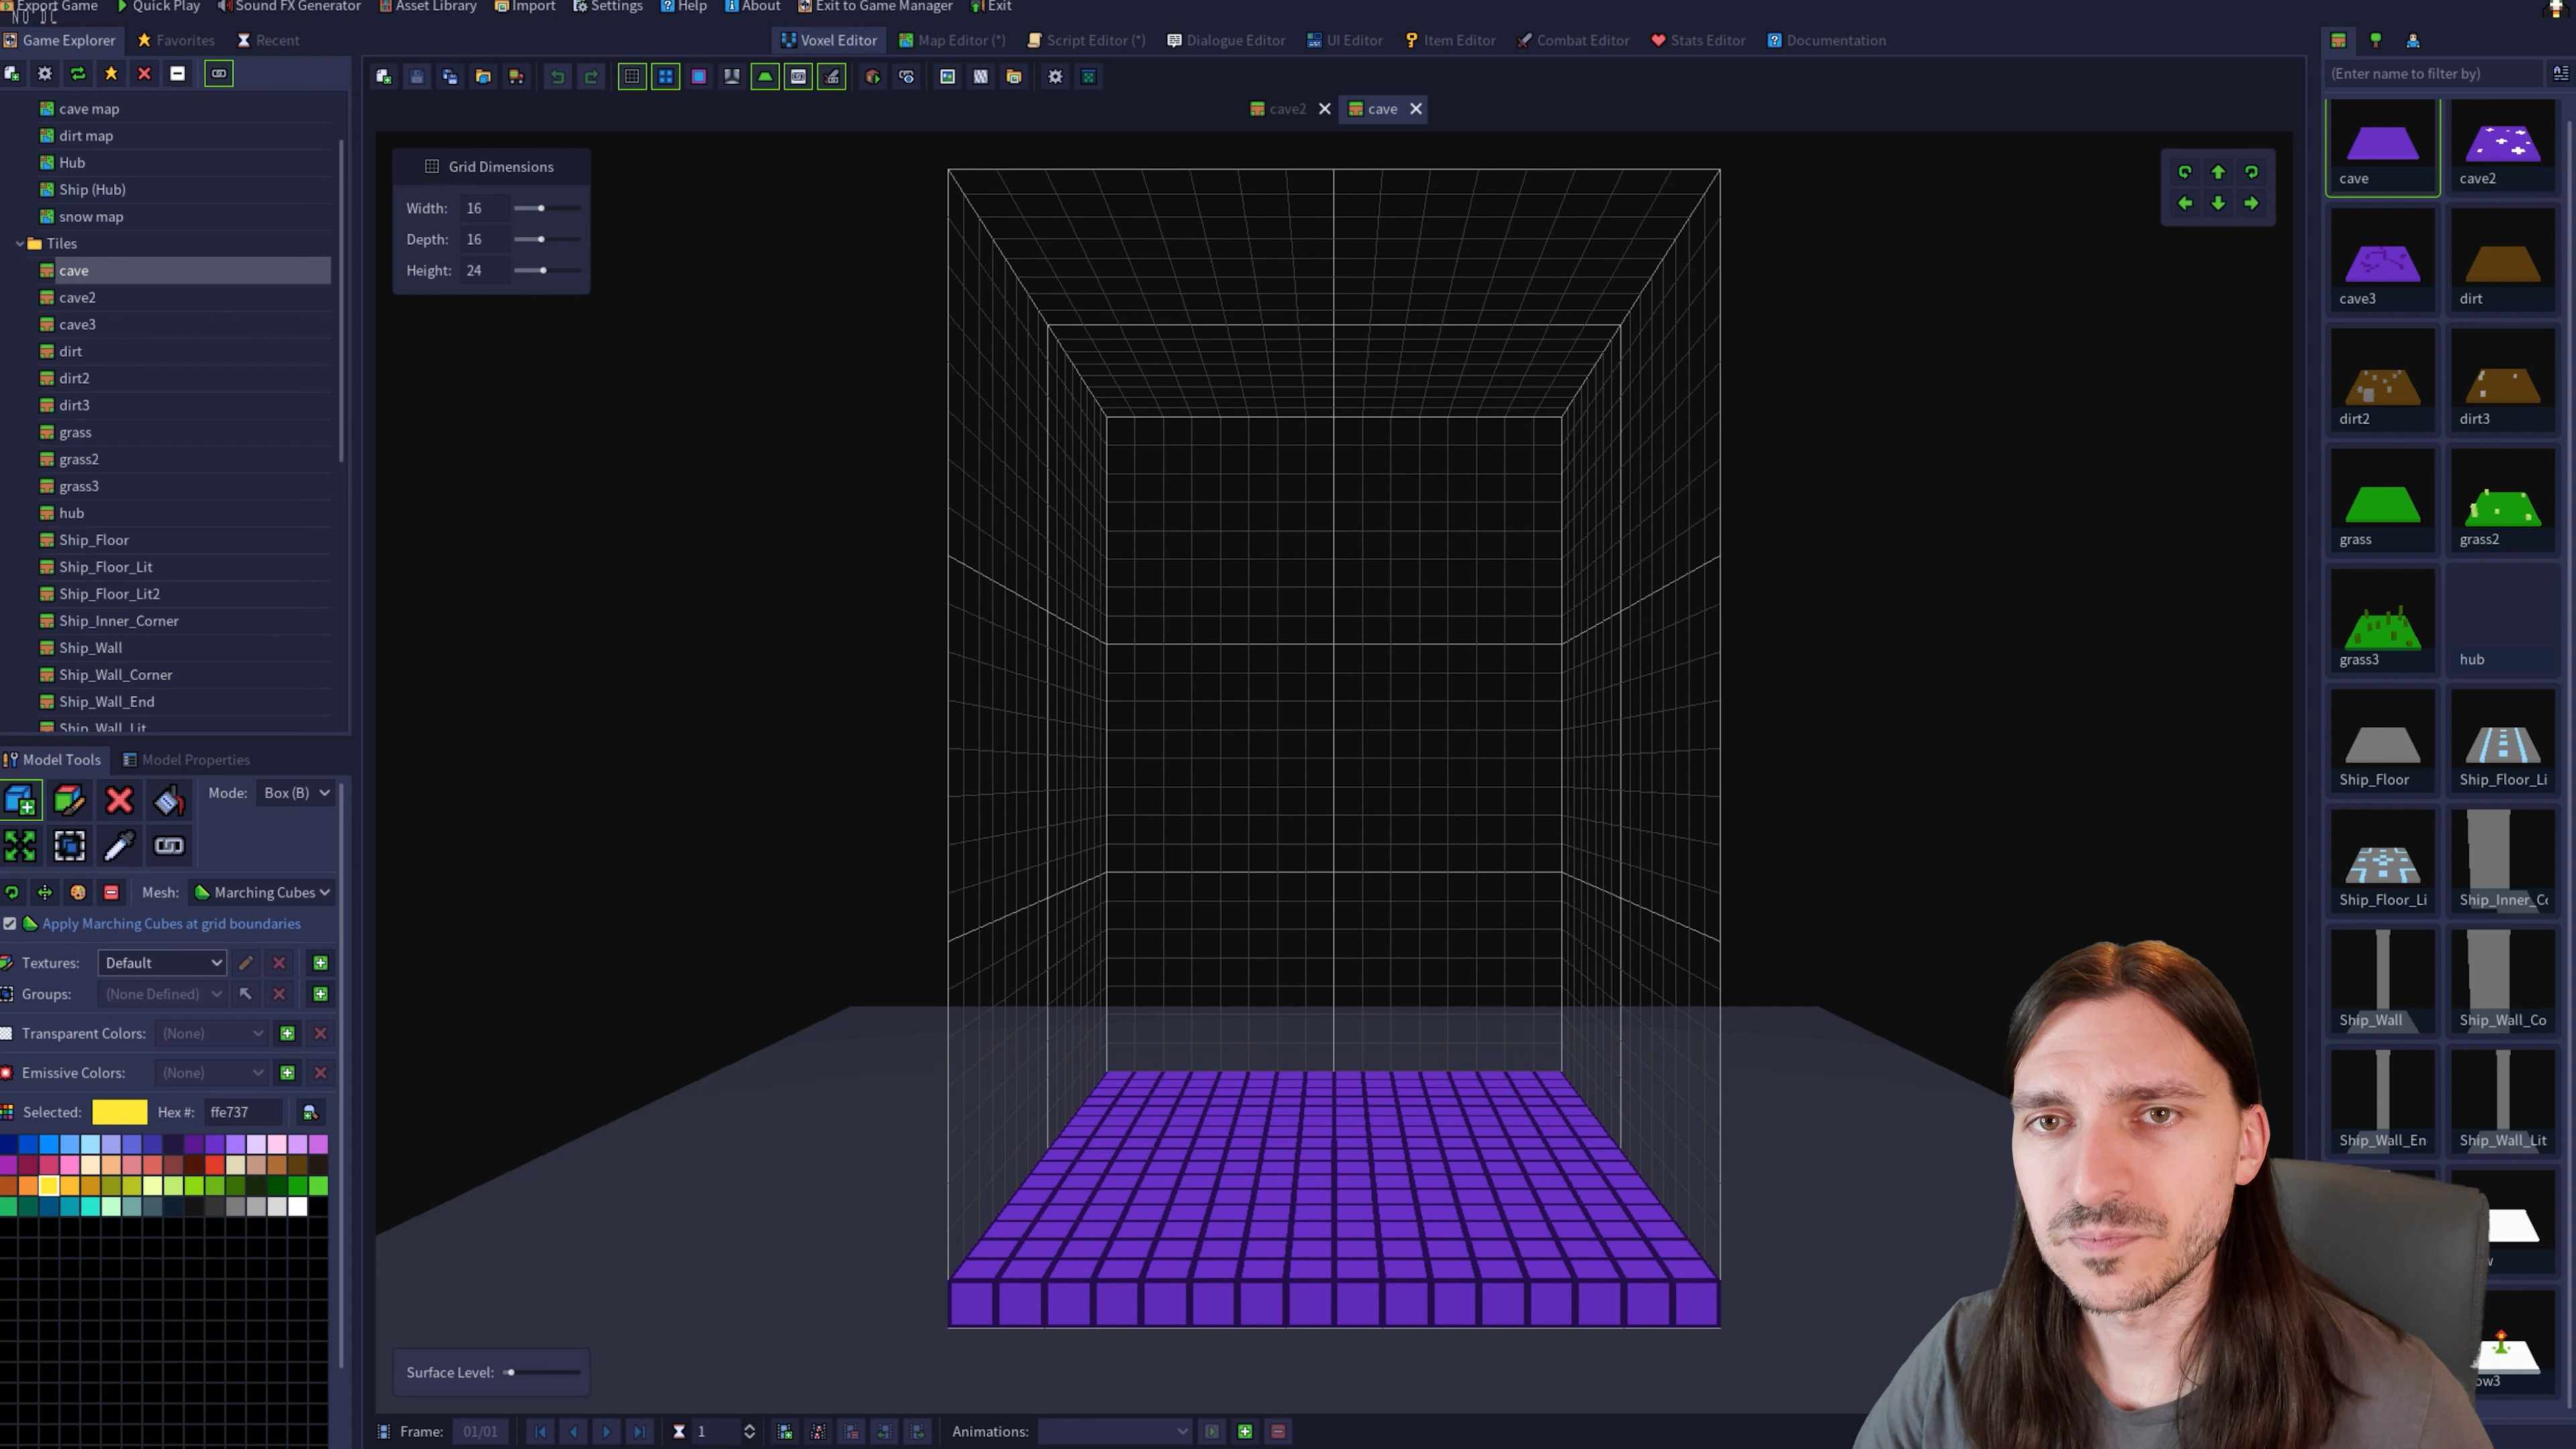 Export Game Quick Play Sound FX Generator Asset Library Import Settings Help About Exit to Game Manager Exit
Game Explorer Favorites Recent
Voxel Editor Map Editor (*) Script Editor (*) Dialogue Editor UI Editor Item Editor Combat Editor Stats Editor Documentation
(Enter name to filter by)
cave2 cave
cave map
dirt map
Hub
Ship (Hub)
snow map
Tiles
cave
cave2
cave3
dirt
dirt2
dirt3
grass
grass2
grass3
hub
Ship_Floor
Ship_Floor_Lit
Ship_Floor_Lit2
Ship_Inner_Corner
Ship_Wall
Ship_Wall_Corner
Ship_Wall_End
Ship_Wall_Lit
Model Tools Model Properties
Mode: Box (B)
Mesh: Marching Cubes
Apply Marching Cubes at grid boundaries
Textures: Default
Groups: (None Defined)
Transparent Colors: (None)
Emissive Colors: (None)
Selected: Hex #: ffe737
Grid Dimensions
Width: 16
Depth: 16
Height: 24
Surface Level:
Frame: 01/01 1 Animations:
cave cave2
cave3 dirt
dirt2 dirt3
grass grass2
grass3 hub
Ship_Floor Ship_Floor_Li
Ship_Floor_Li Ship_Inner_Co
Ship_Wall Ship_Wall_Co
Ship_Wall_En Ship_Wall_Lit
ow3